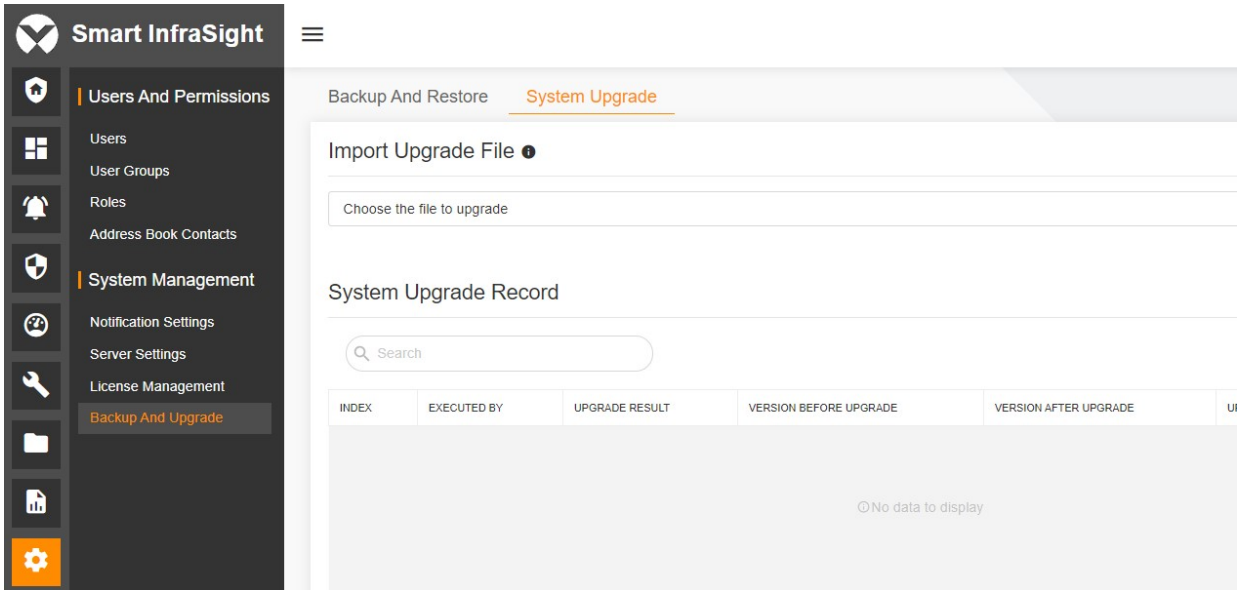 Smart InfraSight
Users And Permissions
Users
User Groups
Roles
Address Book Contacts
System Management
Notification Settings
Server Settings
License Management
Backup And Upgrade
Backup And Restore
System Upgrade
Import Upgrade File
Choose the file to upgrade
System Upgrade Record
Search
INDEX EXECUTED BY UPGRADE RESULT VERSION BEFORE UPGRADE VERSION AFTER UPGRADE
No data to display